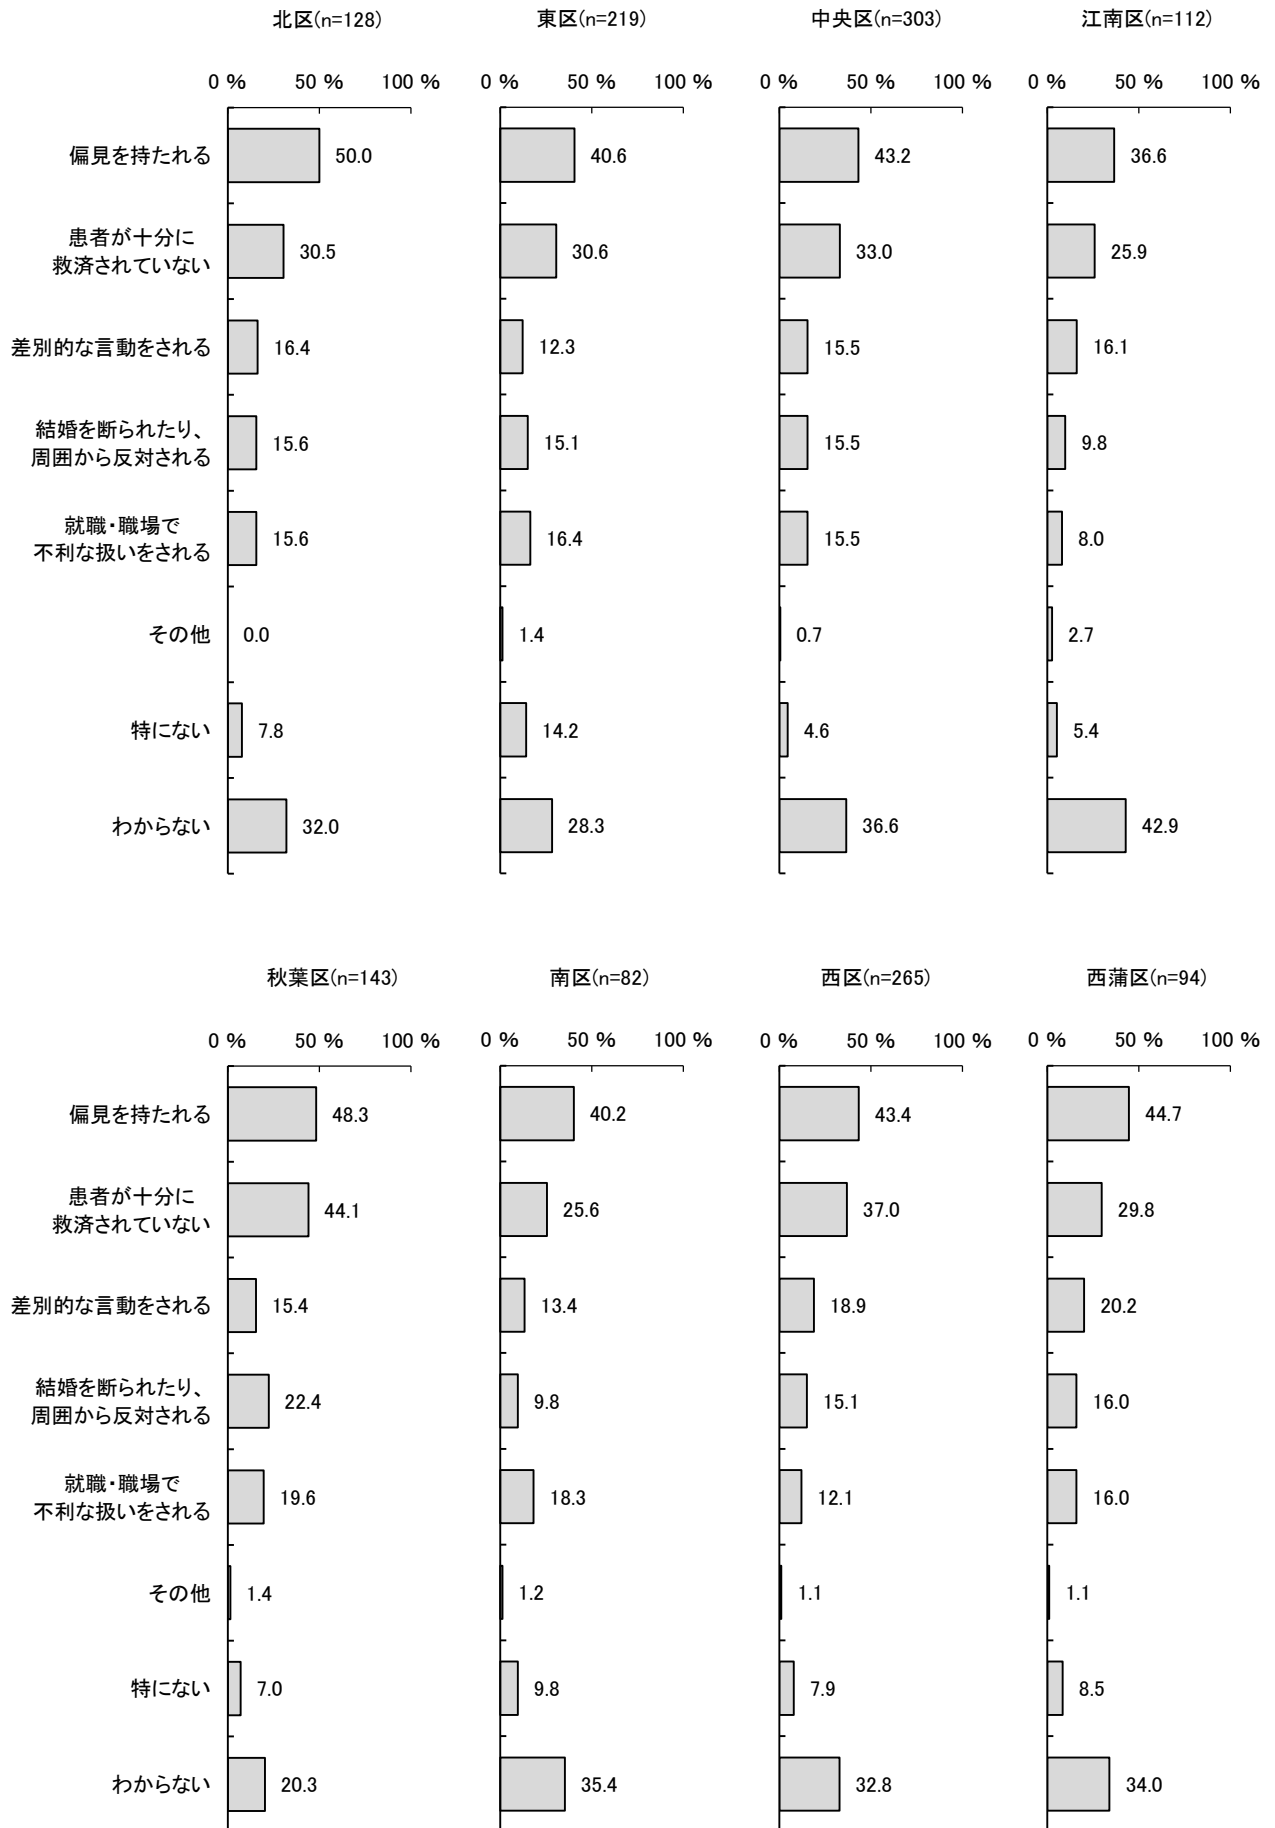 北区(n=128)
東区(n=219)
中央区(n=303)
江南区(n=112)
0 % 50 % 100 %
0 % 50 % 100 %
0 % 50 % 100 %
0 % 50 % 100 %
偏見を持たれる
50.0
40.6
43.2
36.6
患者が十分に
救済されていない
30.5
30.6
33.0
25.9
差別的な言動をされる
16.4
12.3
15.5
16.1
結婚を断られたり、
周囲から反対される
15.6
15.1
15.5
9.8
就職・職場で
不利な扱いをされる
15.6
16.4
15.5
8.0
その他
0.0
1.4
0.7
2.7
特にない
7.8
14.2
4.6
5.4
わからない
32.0
28.3
36.6
42.9
秋葉区(n=143)
南区(n=82)
西区(n=265)
西蒲区(n=94)
0 % 50 % 100 %
0 % 50 % 100 %
0 % 50 % 100 %
0 % 50 % 100 %
偏見を持たれる
48.3
40.2
43.4
44.7
患者が十分に
救済されていない
44.1
25.6
37.0
29.8
差別的な言動をされる
15.4
13.4
18.9
20.2
結婚を断られたり、
周囲から反対される
22.4
9.8
15.1
16.0
就職・職場で
不利な扱いをされる
19.6
18.3
12.1
16.0
その他
1.4
1.2
1.1
1.1
特にない
7.0
9.8
7.9
8.5
わからない
20.3
35.4
32.8
34.0